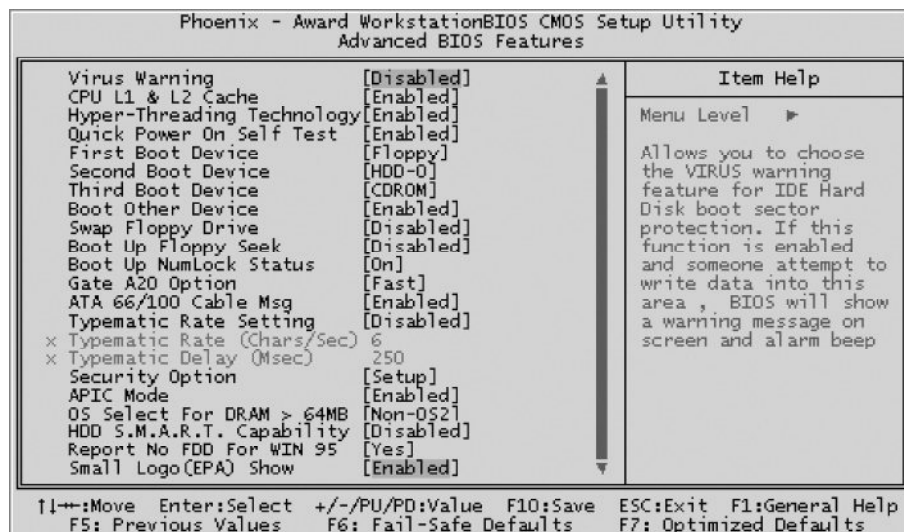 Phoenix - Award WorkstationBIOS CMOS Setup Utility
Advanced BIOS Features
Virus Warning [Disabled]
CPU L1 & L2 Cache [Enabled]
Hyper-Threading Technology[Enabled]
Quick Power On Self Test [Enabled]
First Boot Device [Floppy]
Second Boot Device [HDD-0]
Third Boot Device [CDROM]
Boot Other Device [Enabled]
Swap Floppy Drive [Disabled]
Boot Up Floppy Seek [Disabled]
Boot Up NumLock Status [On]
Gate A20 Option [Fast]
ATA 66/100 Cable Msg [Enabled]
Typematic Rate Setting [Disabled]
x Typematic Rate (Chars/Sec) 6
x Typematic Delay (Msec) 250
Security Option [Setup]
APIC Mode [Enabled]
OS Select For DRAM > 64MB [Non-OS2]
HDD S.M.A.R.T. Capability [Disabled]
Report No FDD For WIN 95 [Yes]
Small Logo(EPA) Show [Enabled]
Item Help
Menu Level ►
Allows you to choose
the VIRUS warning
feature for IDE Hard
Disk boot sector
protection. If this
function is enabled
and someone attempt to
write data into this
area , BIOS will show
a warning message on
screen and alarm beep
↑↓→←:Move Enter:Select +/-/PU/PD:Value F10:Save ESC:Exit F1:General Help
F5: Previous Values F6: Fail-Safe Defaults F7: Optimized Defaults